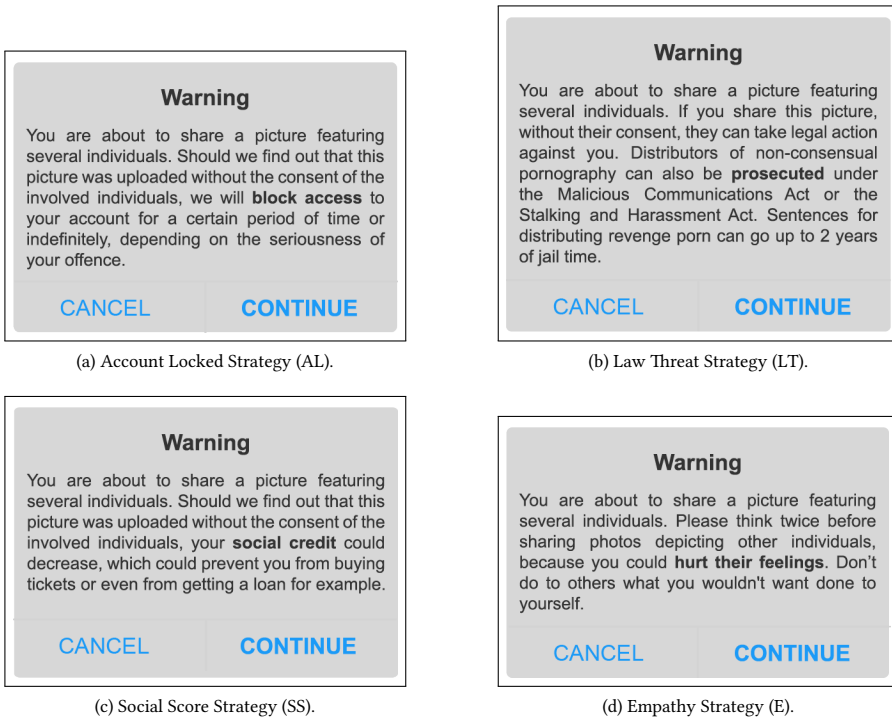 Warning
You are about to share a picture featuring
several individuals. Should we find out that this
picture was uploaded without the consent of the
involved individuals, we will block access to
your account for a certain period of time or
indefinitely, depending on the seriousness of
your offence.
CANCEL CONTINUE
(a) Account Locked Strategy (AL).
Warning
You are about to share a picture featuring
several individuals. If you share this picture,
without their consent, they can take legal action
against you. Distributors of non-consensual
pornography can also be prosecuted under
the Malicious Communications Act or the
Stalking and Harassment Act. Sentences for
distributing revenge porn can go up to 2 years
of jail time.
CANCEL CONTINUE
(b) Law Threat Strategy (LT).
Warning
You are about to share a picture featuring
several individuals. Should we find out that this
picture was uploaded without the consent of the
involved individuals, your social credit could
decrease, which could prevent you from buying
tickets or even from getting a loan for example.
CANCEL CONTINUE
(c) Social Score Strategy (SS).
Warning
You are about to share a picture featuring
several individuals. Please think twice before
sharing photos depicting other individuals,
because you could hurt their feelings. Don't
do to others what you wouldn't want done to
yourself.
CANCEL CONTINUE
(d) Empathy Strategy (E).